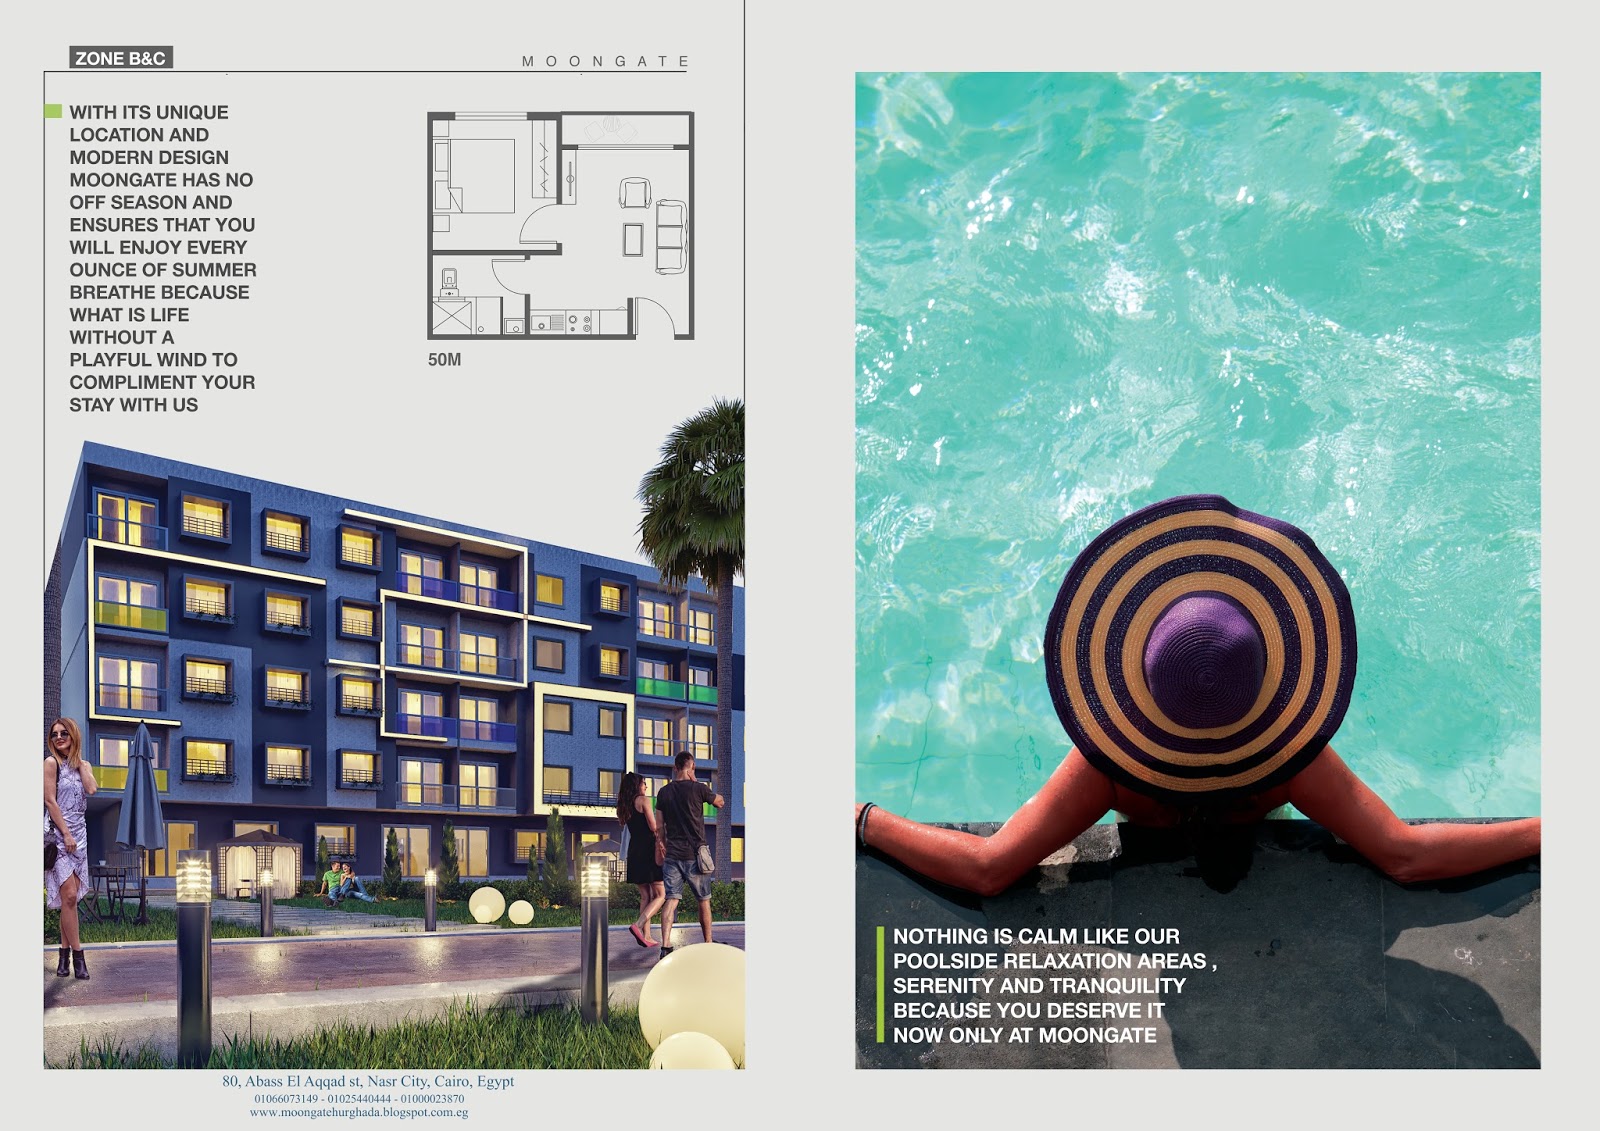 ZONE B&C
MOONGATE
WITH ITS UNIQUE
LOCATION AND
MODERN DESIGN
MOONGATE HAS NO
OFF SEASON AND
ENSURES THAT YOU
WILL ENJOY EVERY
OUNCE OF SUMMER
BREATHE BECAUSE
WHAT IS LIFE
WITHOUT A
PLAYFUL WIND TO
COMPLIMENT YOUR
STAY WITH US
50M
80, Abass El Aqqad st, Nasr City, Cairo, Egypt
01066073149 - 01025440444 - 01000023870
www.moongatehurghada.blogspot.com.eg
NOTHING IS CALM LIKE OUR
POOLSIDE RELAXATION AREAS ,
SERENITY AND TRANQUILITY
BECAUSE YOU DESERVE IT
NOW ONLY AT MOONGATE